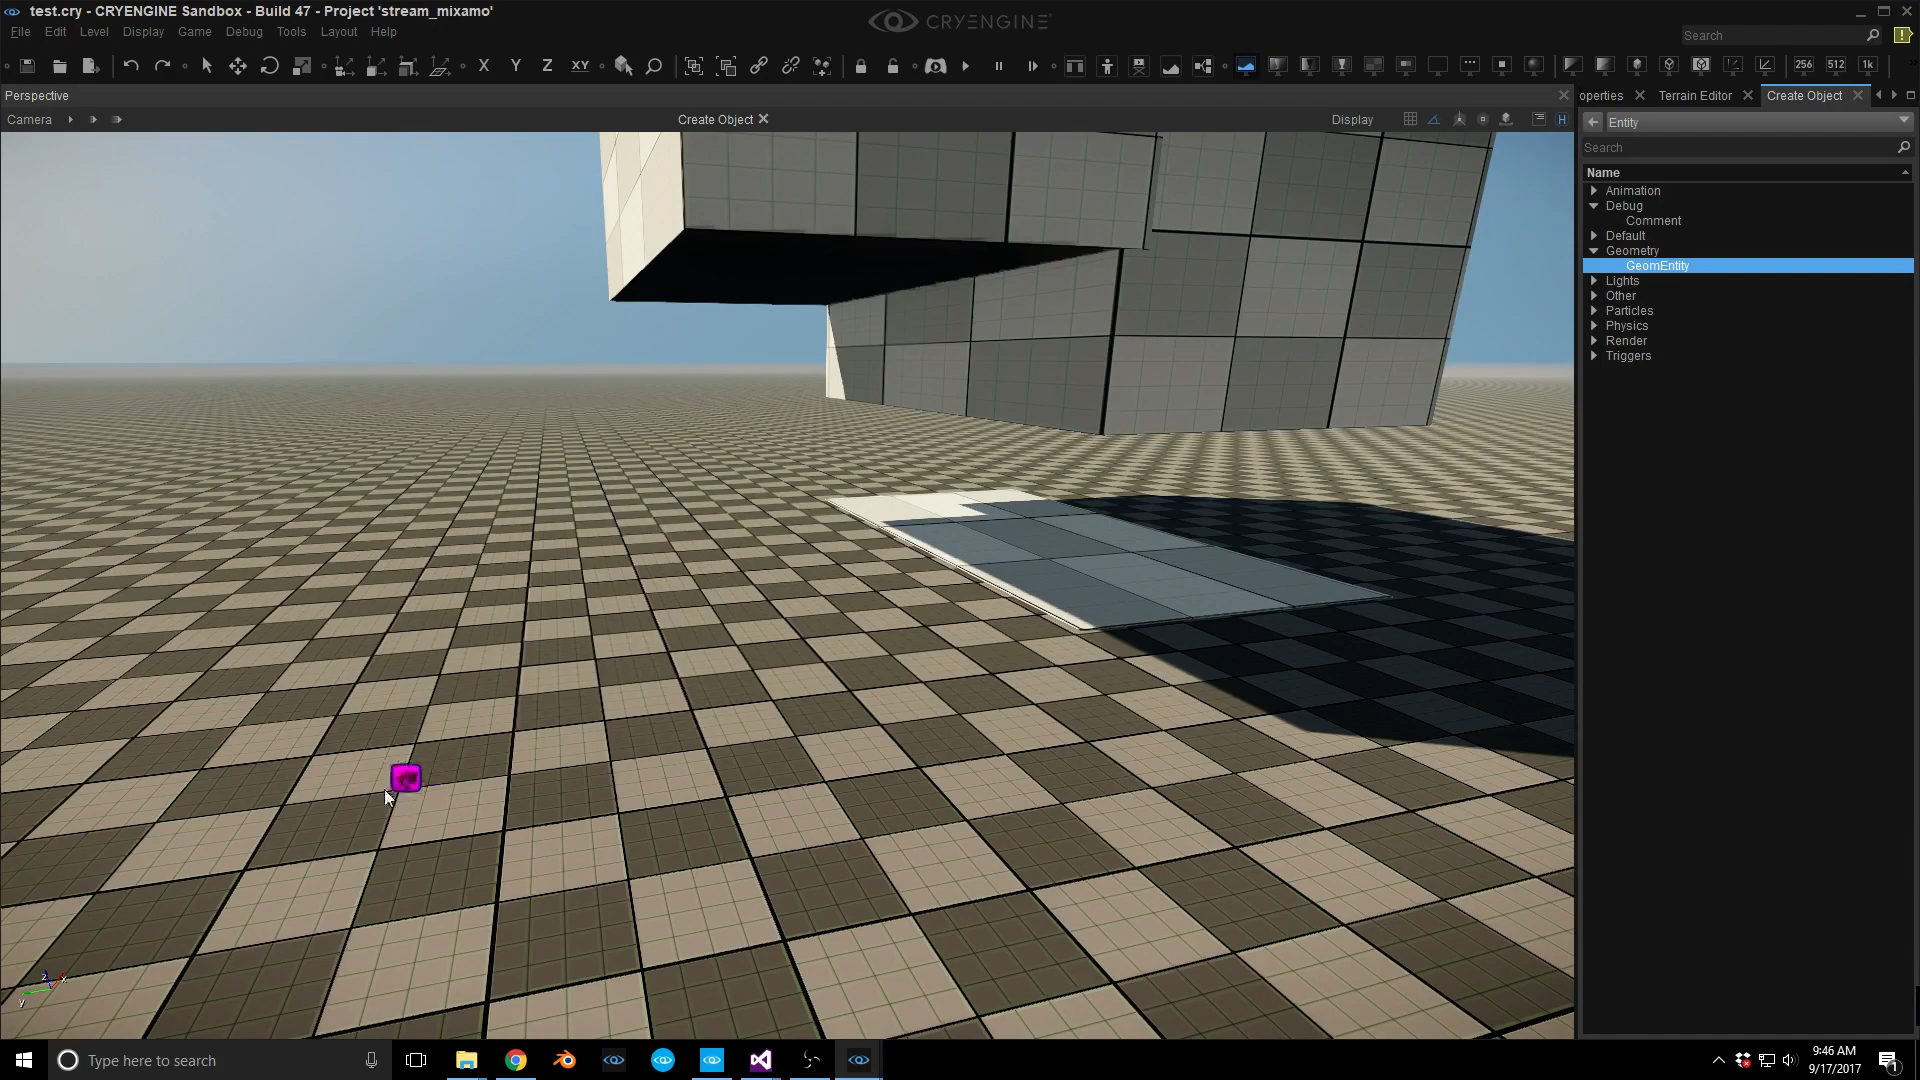 test.cry - CRYENGINE Sandbox - Build 47 - Project 'stream_mixamo'
CRYENGINE
File Edit Level Display Game Debug Tools Layout Help
Search
X Y Z XY
256 512 1k
Perspective
operties Terrain Editor Create Object
Camera
Create Object
Display
H
Entity
Search
Name
Animation
Debug
Comment
Default
Geometry
GeomEntity
Lights
Other
Particles
Physics
Render
Triggers
z x
y
Type here to search
9:46 AM
9/17/2017
1